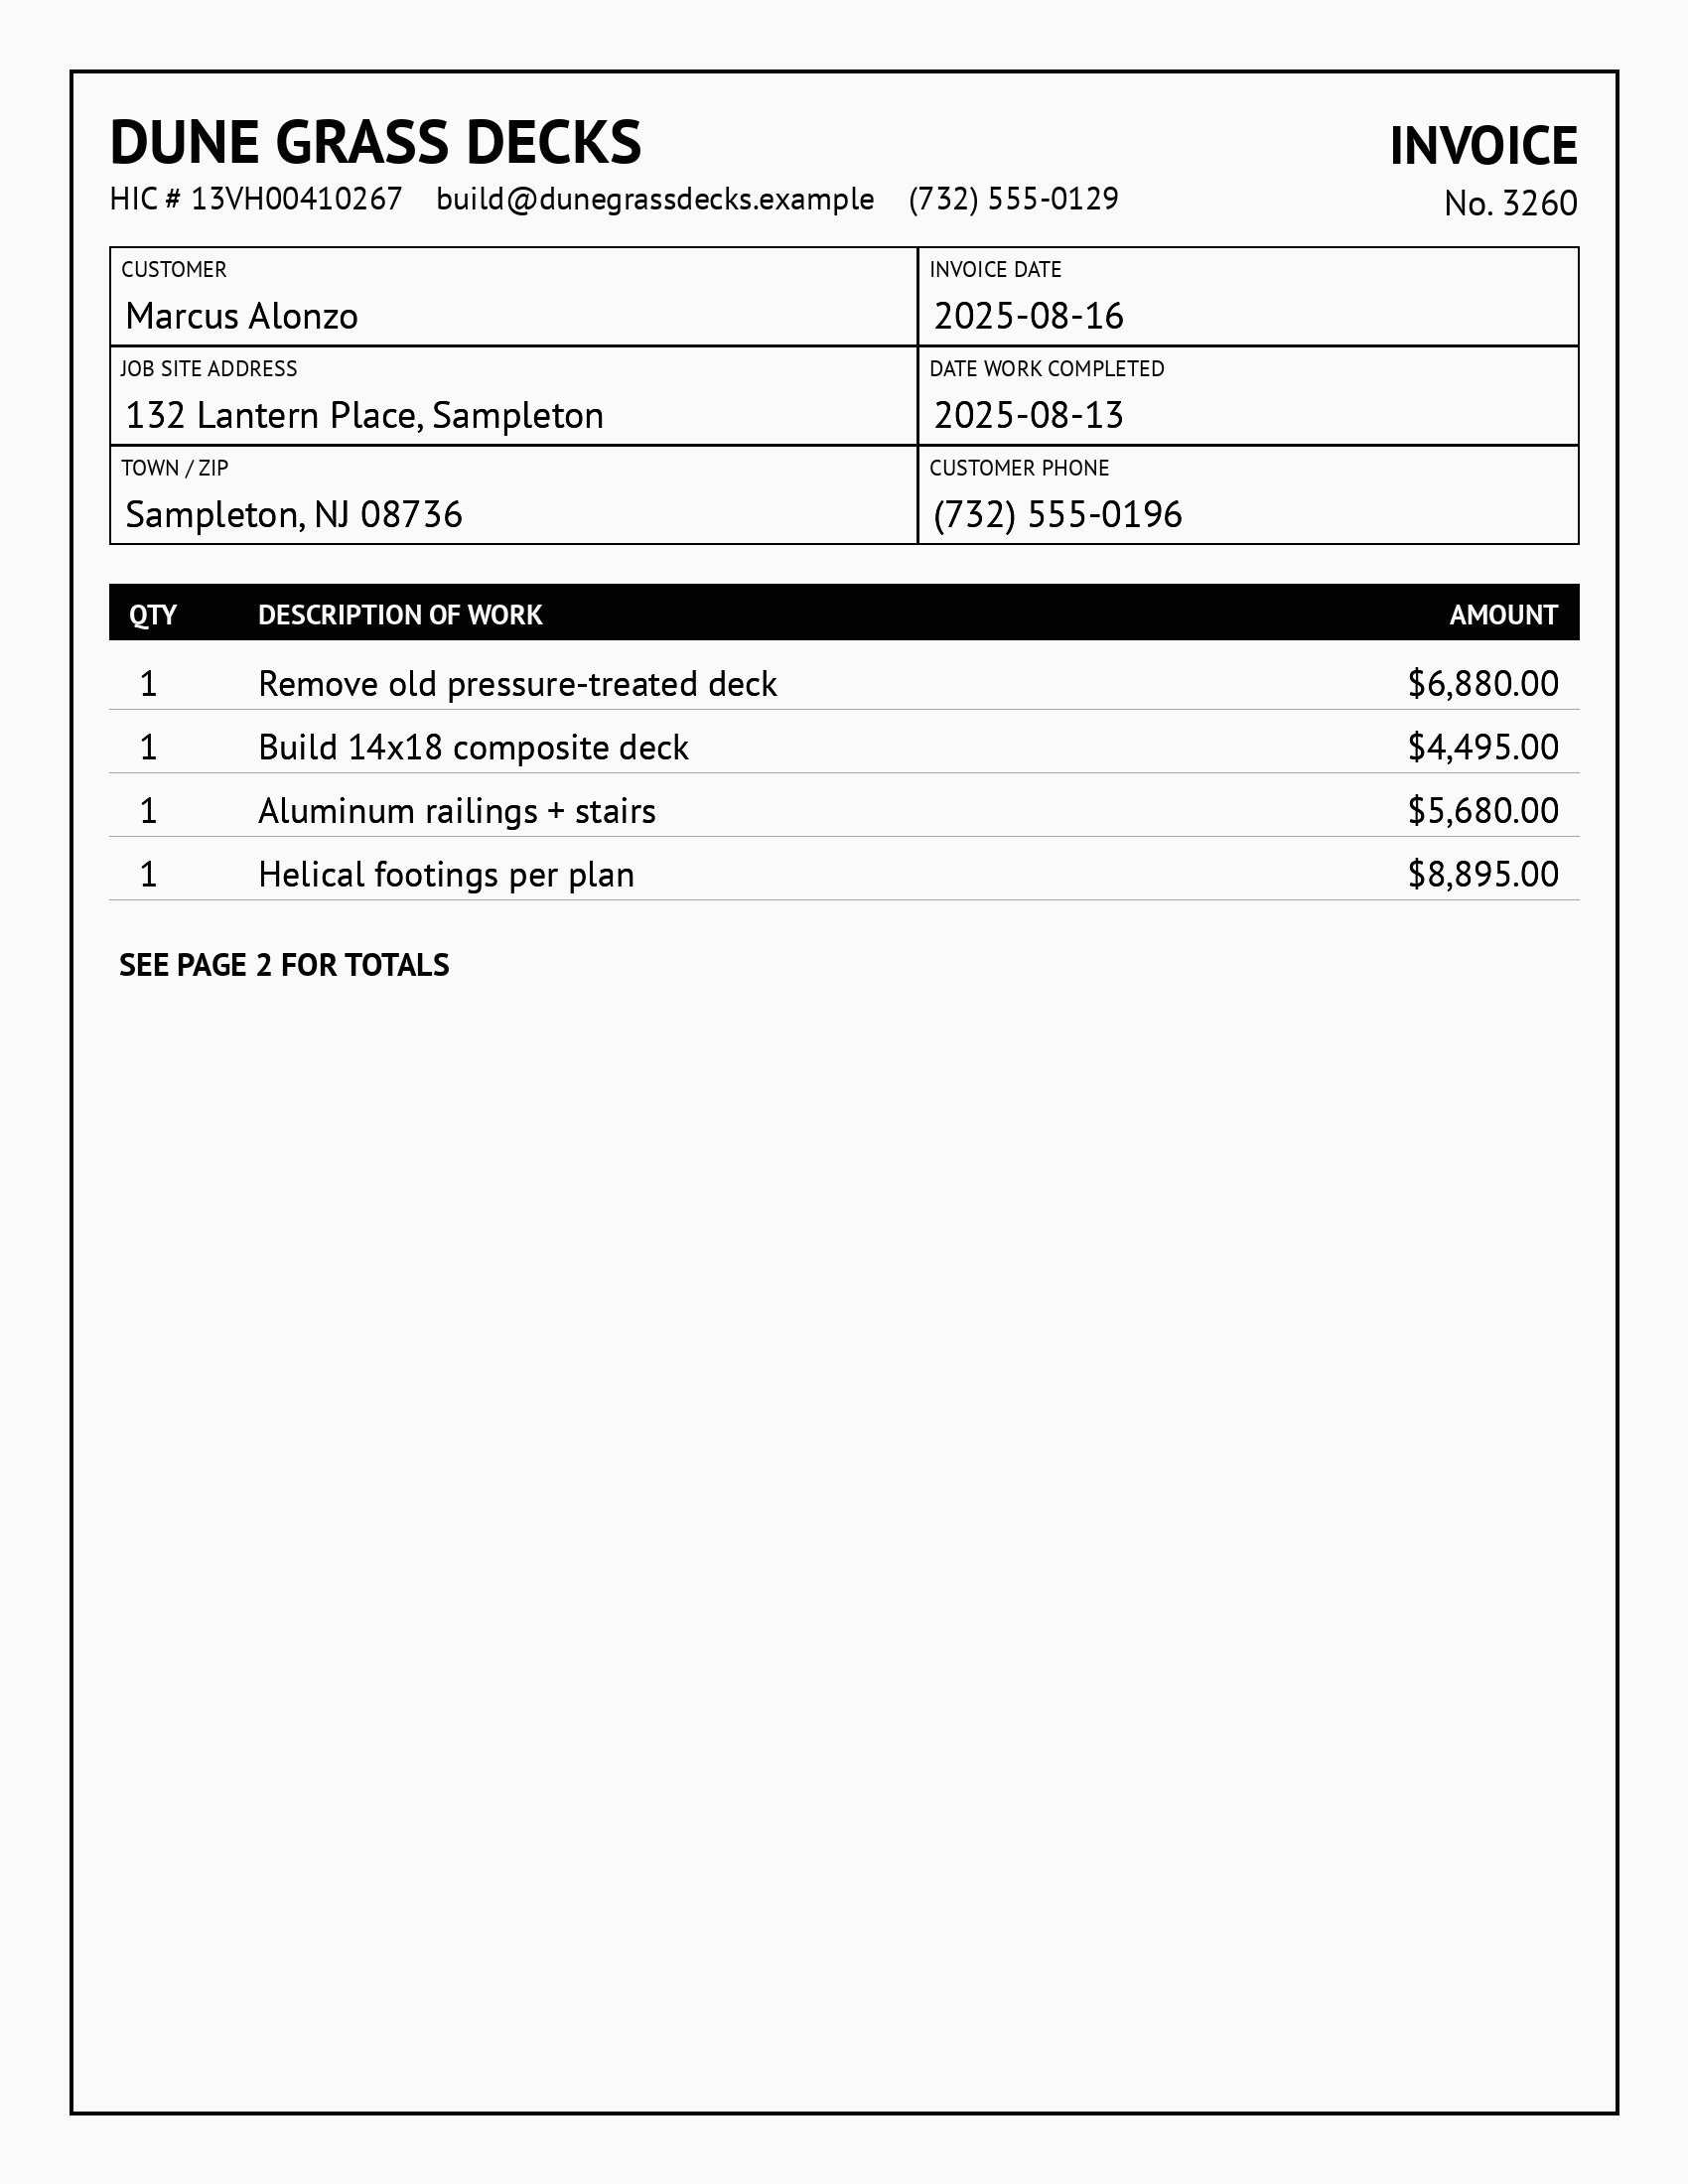 DUNE GRASS DECKS
INVOICE
HIC # 13VH00410267 build@dunegrassdecks.example (732) 555-0129
No. 3260
CUSTOMER
Marcus Alonzo
INVOICE DATE
2025-08-16
JOB SITE ADDRESS
132 Lantern Place, Sampleton
DATE WORK COMPLETED
2025-08-13
TOWN / ZIP
Sampleton, NJ 08736
CUSTOMER PHONE
(732) 555-0196
QTY DESCRIPTION OF WORK AMOUNT
1 Remove old pressure-treated deck $6,880.00
1 Build 14x18 composite deck $4,495.00
1 Aluminum railings + stairs $5,680.00
1 Helical footings per plan $8,895.00
SEE PAGE 2 FOR TOTALS